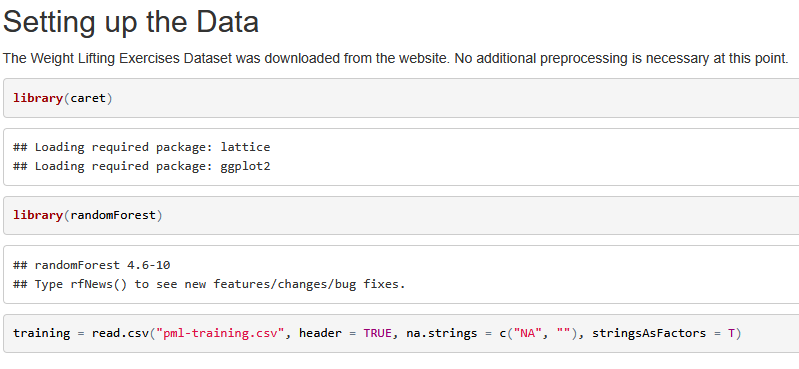 Setting up the Data
The Weight Lifting Exercises Dataset was downloaded from the website. No additional preprocessing is necessary at this point.
library(caret)
## Loading required package: lattice
## Loading required package: ggplot2
library(randomForest)
## randomForest 4.6-10
## Type rfNews() to see new features/changes/bug fixes.
training = read.csv("pml-training.csv", header = TRUE, na.strings = c("NA", ""), stringsAsFactors = T)